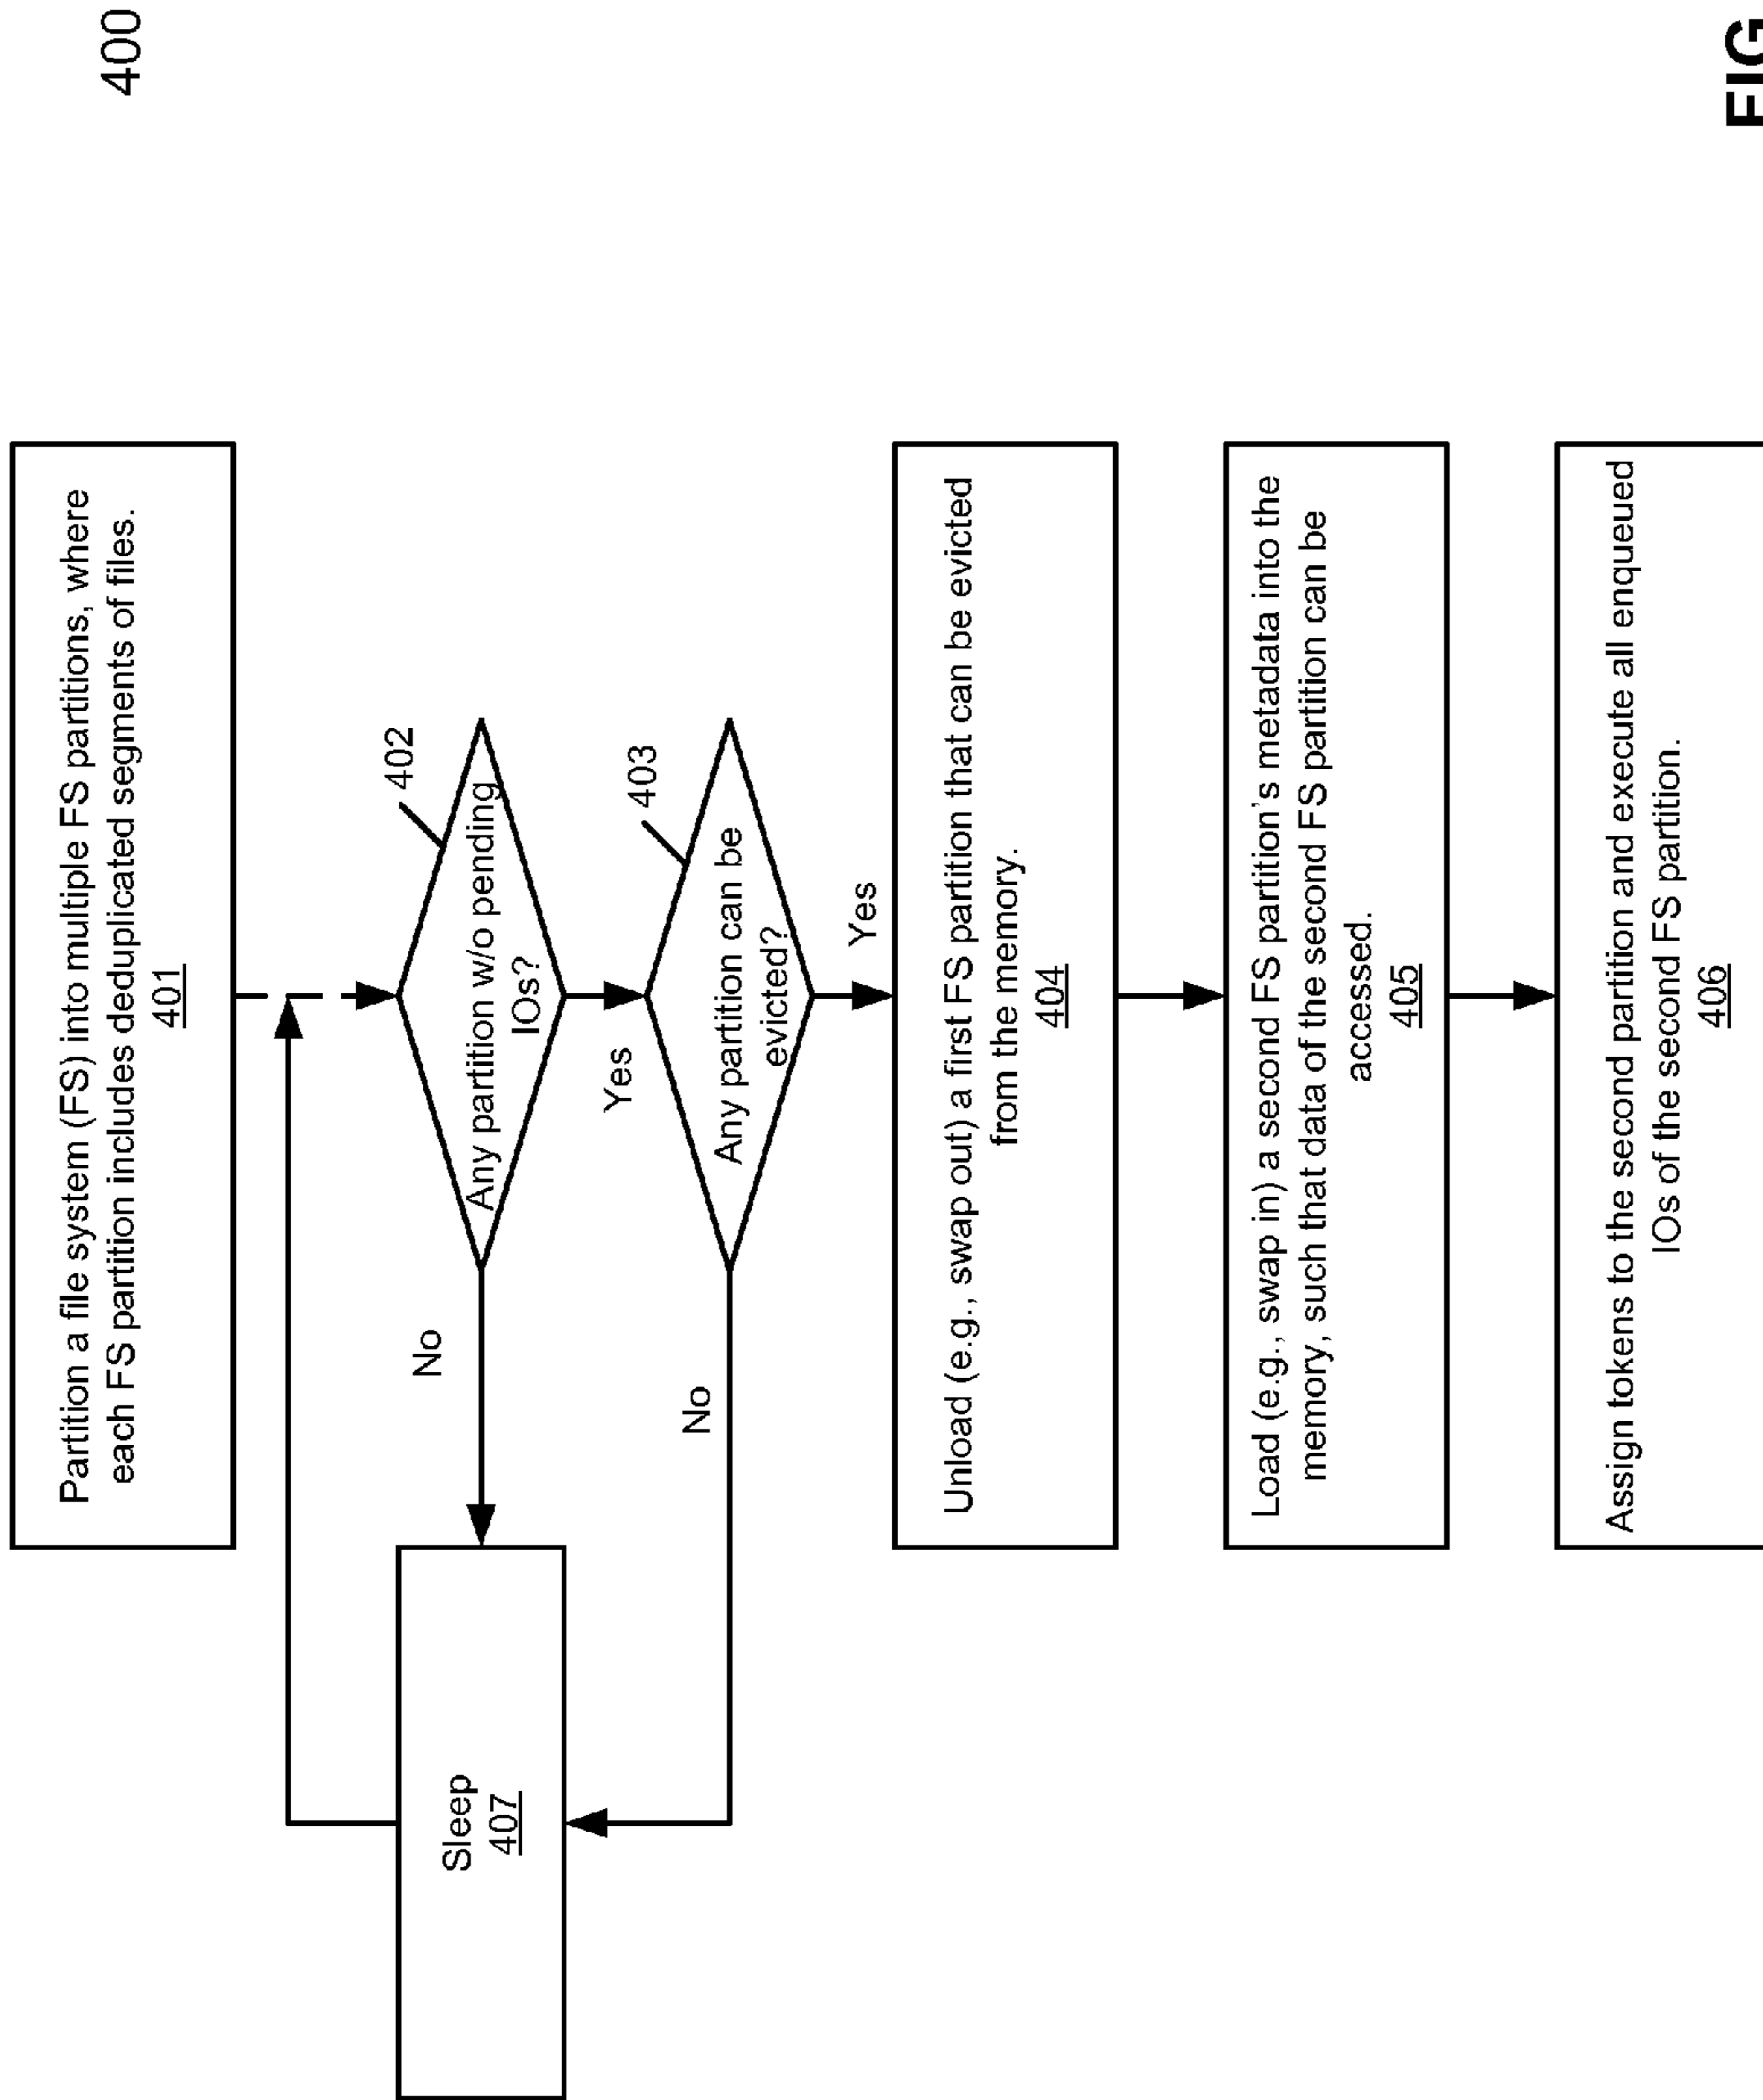 400
Partition a file system (FS) into multiple FS partitions, where
each FS partition includes deduplicated segments of files.
401
402
Any partition w/o pending
IOs?
No
Yes
Sleep
407
403
Any partition can be
evicted?
No
Yes
Unload (e.g., swap out) a first FS partition that can be evicted
from the memory.
404
Load (e.g., swap in) a second FS partition's metadata into the
memory, such that data of the second FS partition can be
accessed.
405
Assign tokens to the second partition and execute all enqueued
IOs of the second FS partition.
406
FIG